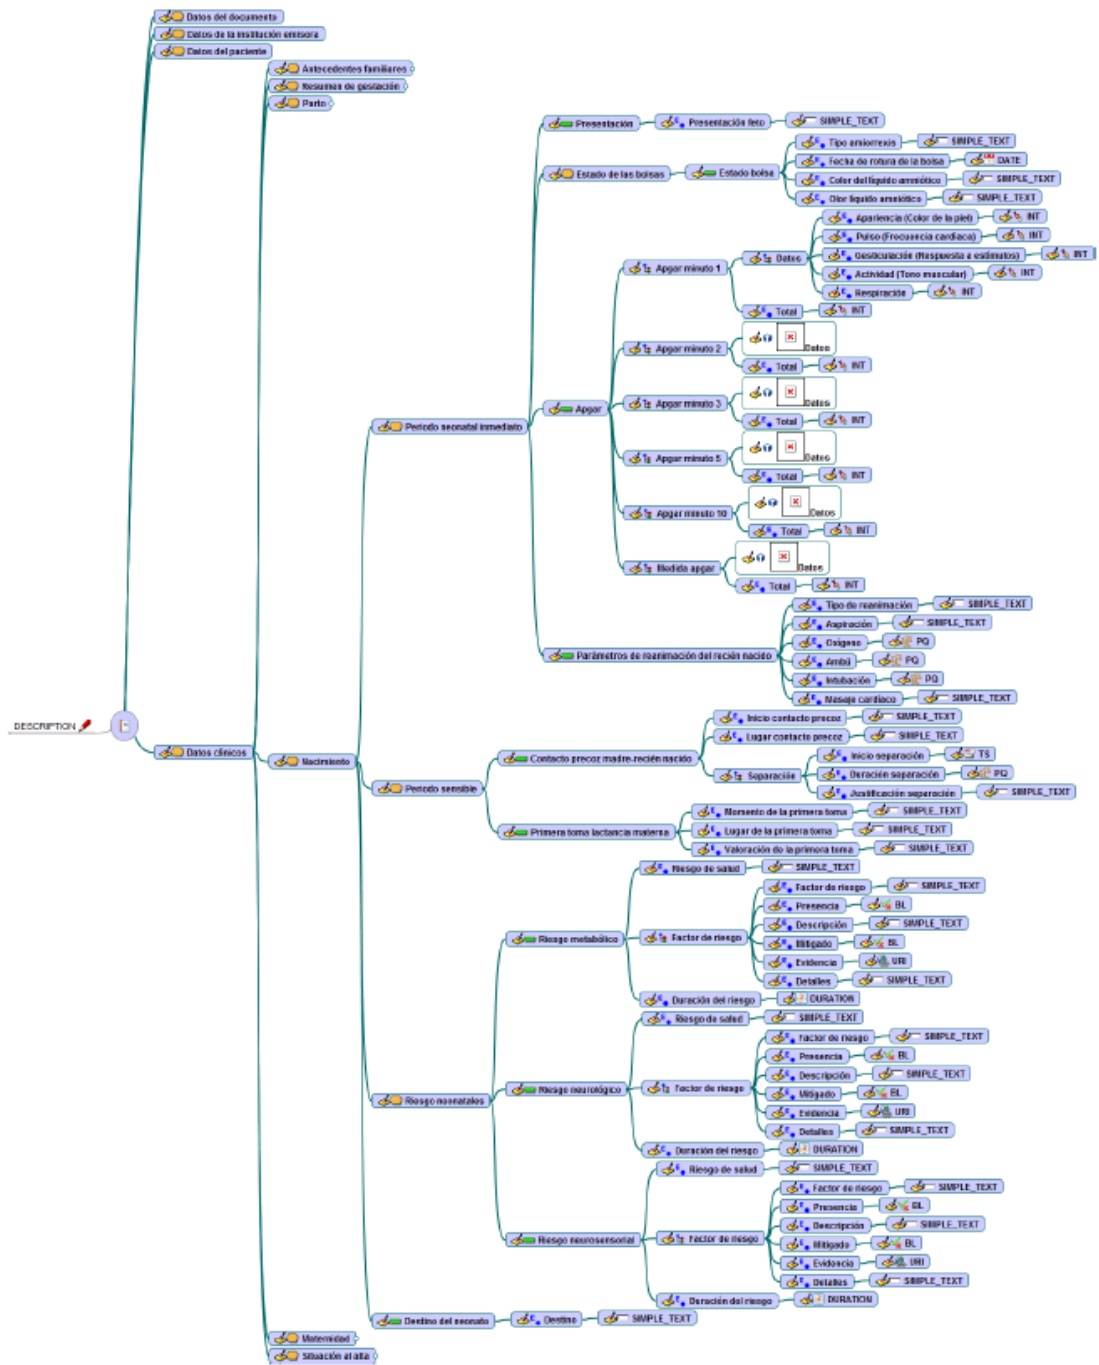 Datos del documento
Datos de la institución emisora
Datos del paciente
Antecedentes familiares
Resumen de gestación
Parto
Presentación Presentación feto SIMPLE_TEXT
Tipo amiorrexis SIMPLE_TEXT
Fecha de rotura de la bolsa DATE
Estado de las bolsas Estado bolsa
Color del líquido amniótico SIMPLE_TEXT
Olor líquido amniótico SIMPLE_TEXT
Apariencia (Color de la piel) INT
Pulso (Frecuencia cardiaca) INT
Gesticulación (Respuesta a estímulos) INT
Apgar minuto 1 Datos
Actividad (Tono muscular) INT
Respiración INT
Total INT
Apgar minuto 2 Datos
Total INT
Apgar minuto 3 Datos
Apgar
Total INT
Periodo neonatal inmediato
Apgar minuto 5 Datos
Total INT
Apgar minuto 10 Datos
Total INT
Medida apgar Datos
Total INT
Tipo de reanimación SIMPLE_TEXT
Aspiración SIMPLE_TEXT
Oxígeno PQ
Parámetros de reanimación del recién nacido
Ambú PQ
Intubación PQ
Masaje cardiaco SIMPLE_TEXT
Inicio contacto precoz SIMPLE_TEXT
DESCRIPTION
Lugar contacto precoz SIMPLE_TEXT
Datos clínicos
Nacimiento
Contacto precoz madre-recién nacido
Inicio separación TS
Separación
Duración separación PQ
Periodo sensible
Justificación separación SIMPLE_TEXT
Momento de la primera toma SIMPLE_TEXT
Primera toma lactancia materna
Lugar de la primera toma SIMPLE_TEXT
Valoración de la primera toma SIMPLE_TEXT
Riesgo de salud SIMPLE_TEXT
Factor de riesgo SIMPLE_TEXT
Presencia BL
Descripción SIMPLE_TEXT
Riesgo metabólico Factor de riesgo
Mitigado BL
Evidencia URI
Detalles SIMPLE_TEXT
Duración del riesgo DURATION
Riesgo de salud SIMPLE_TEXT
Factor de riesgo SIMPLE_TEXT
Presencia BL
Descripción SIMPLE_TEXT
Riesgo neurológico Factor de riesgo
Mitigado BL
Riesgo neonatales
Evidencia URI
Detalles SIMPLE_TEXT
Duración del riesgo DURATION
Riesgo de salud SIMPLE_TEXT
Factor de riesgo SIMPLE_TEXT
Presencia BL
Descripción SIMPLE_TEXT
Riesgo neurosensorial Factor de riesgo
Mitigado BL
Evidencia URI
Detalles SIMPLE_TEXT
Duración del riesgo DURATION
Destino del neonato Destino SIMPLE_TEXT
Maternidad
Situación al alta